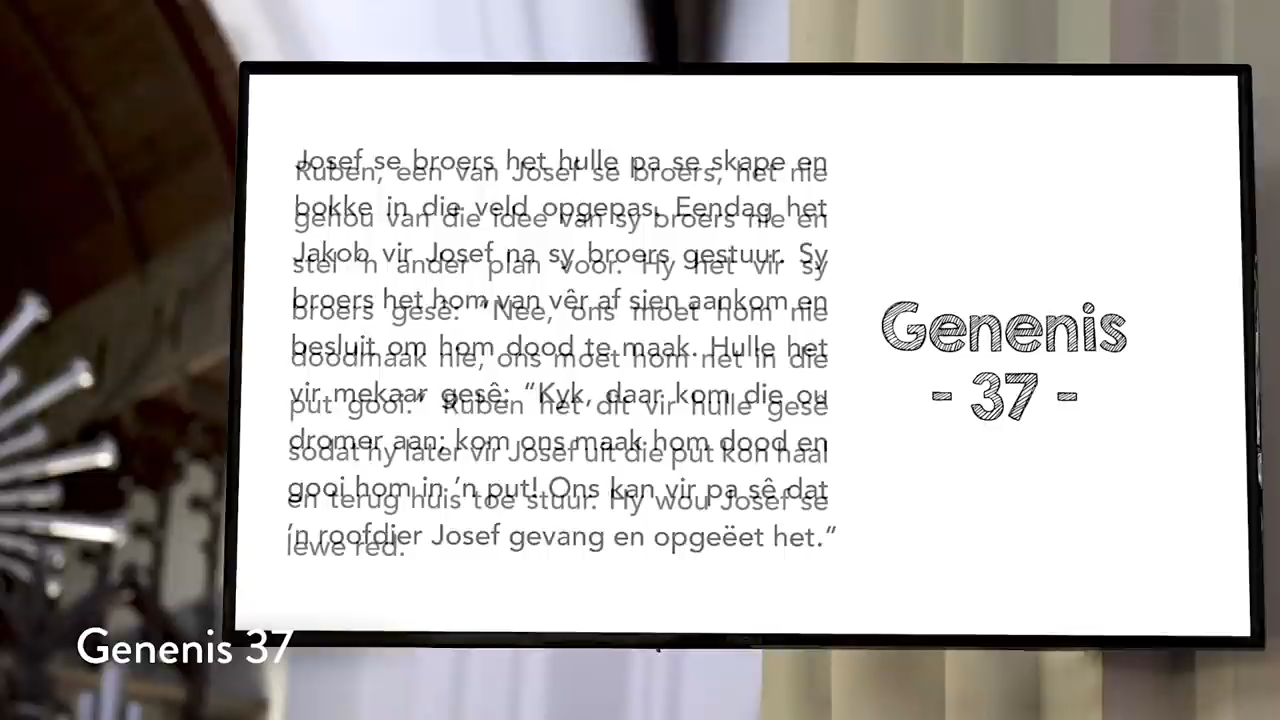 Josef se broers het hulle pa se skape en
bokke in die veld opgepas. Eendag het
Jakob vir Josef na sy broers gestuur. Sy
broers het hom van vêr af sien aankom en
besluit om hom dood te maak. Hulle het
vir mekaar gesê: “Kyk, daar kom die ou
dromer aan; kom ons maak hom dood en
gooi hom in ’n put! Ons kan vir pa sê dat
’n roofdier Josef gevang en opgeëet het.”
Ruben, een van Josef se broers, het nie
gehou van die idee van sy broers nie en
stel ’n ander plan voor. Hy het vir sy
broers gesê: “Nee, ons moet hom nie
doodmaak nie, ons moet hom net in die
put gooi.” Ruben het dit vir hulle gesê
sodat hy later vir Josef uit die put kon haal
en terug huis toe stuur. Hy wou Josef se
lewe red.
Genenis
- 37 -
Genenis 37